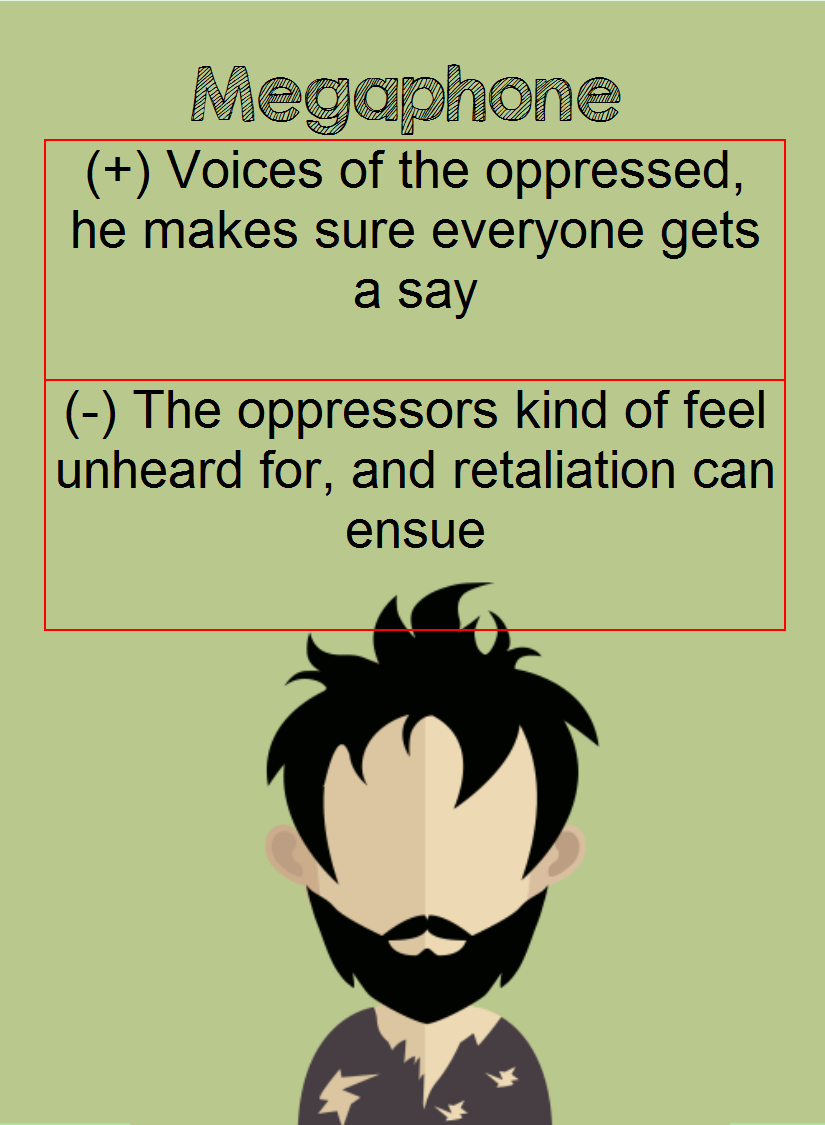 Megaphone
(+) Voices of the oppressed,
he makes sure everyone gets
a say
(-) The oppressors kind of feel
unheard for, and retaliation can
ensue